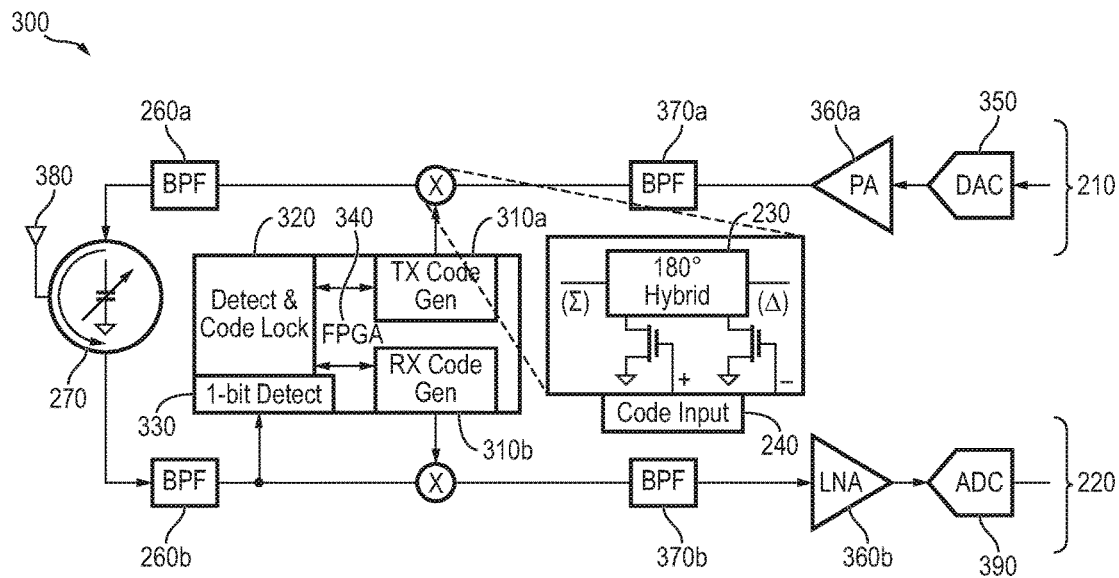 300
260a
370a
360a
350
380
BPF
X
BPF
PA
DAC
210
320
340
310a
230
Detect &
Code Lock
TX Code
Gen
180°
Hybrid
(Σ)
(Δ)
FPGA
RX Code
Gen
+
−
270
1-bit Detect
Code Input
330
310b
240
BPF
X
BPF
LNA
ADC
220
260b
370b
360b
390